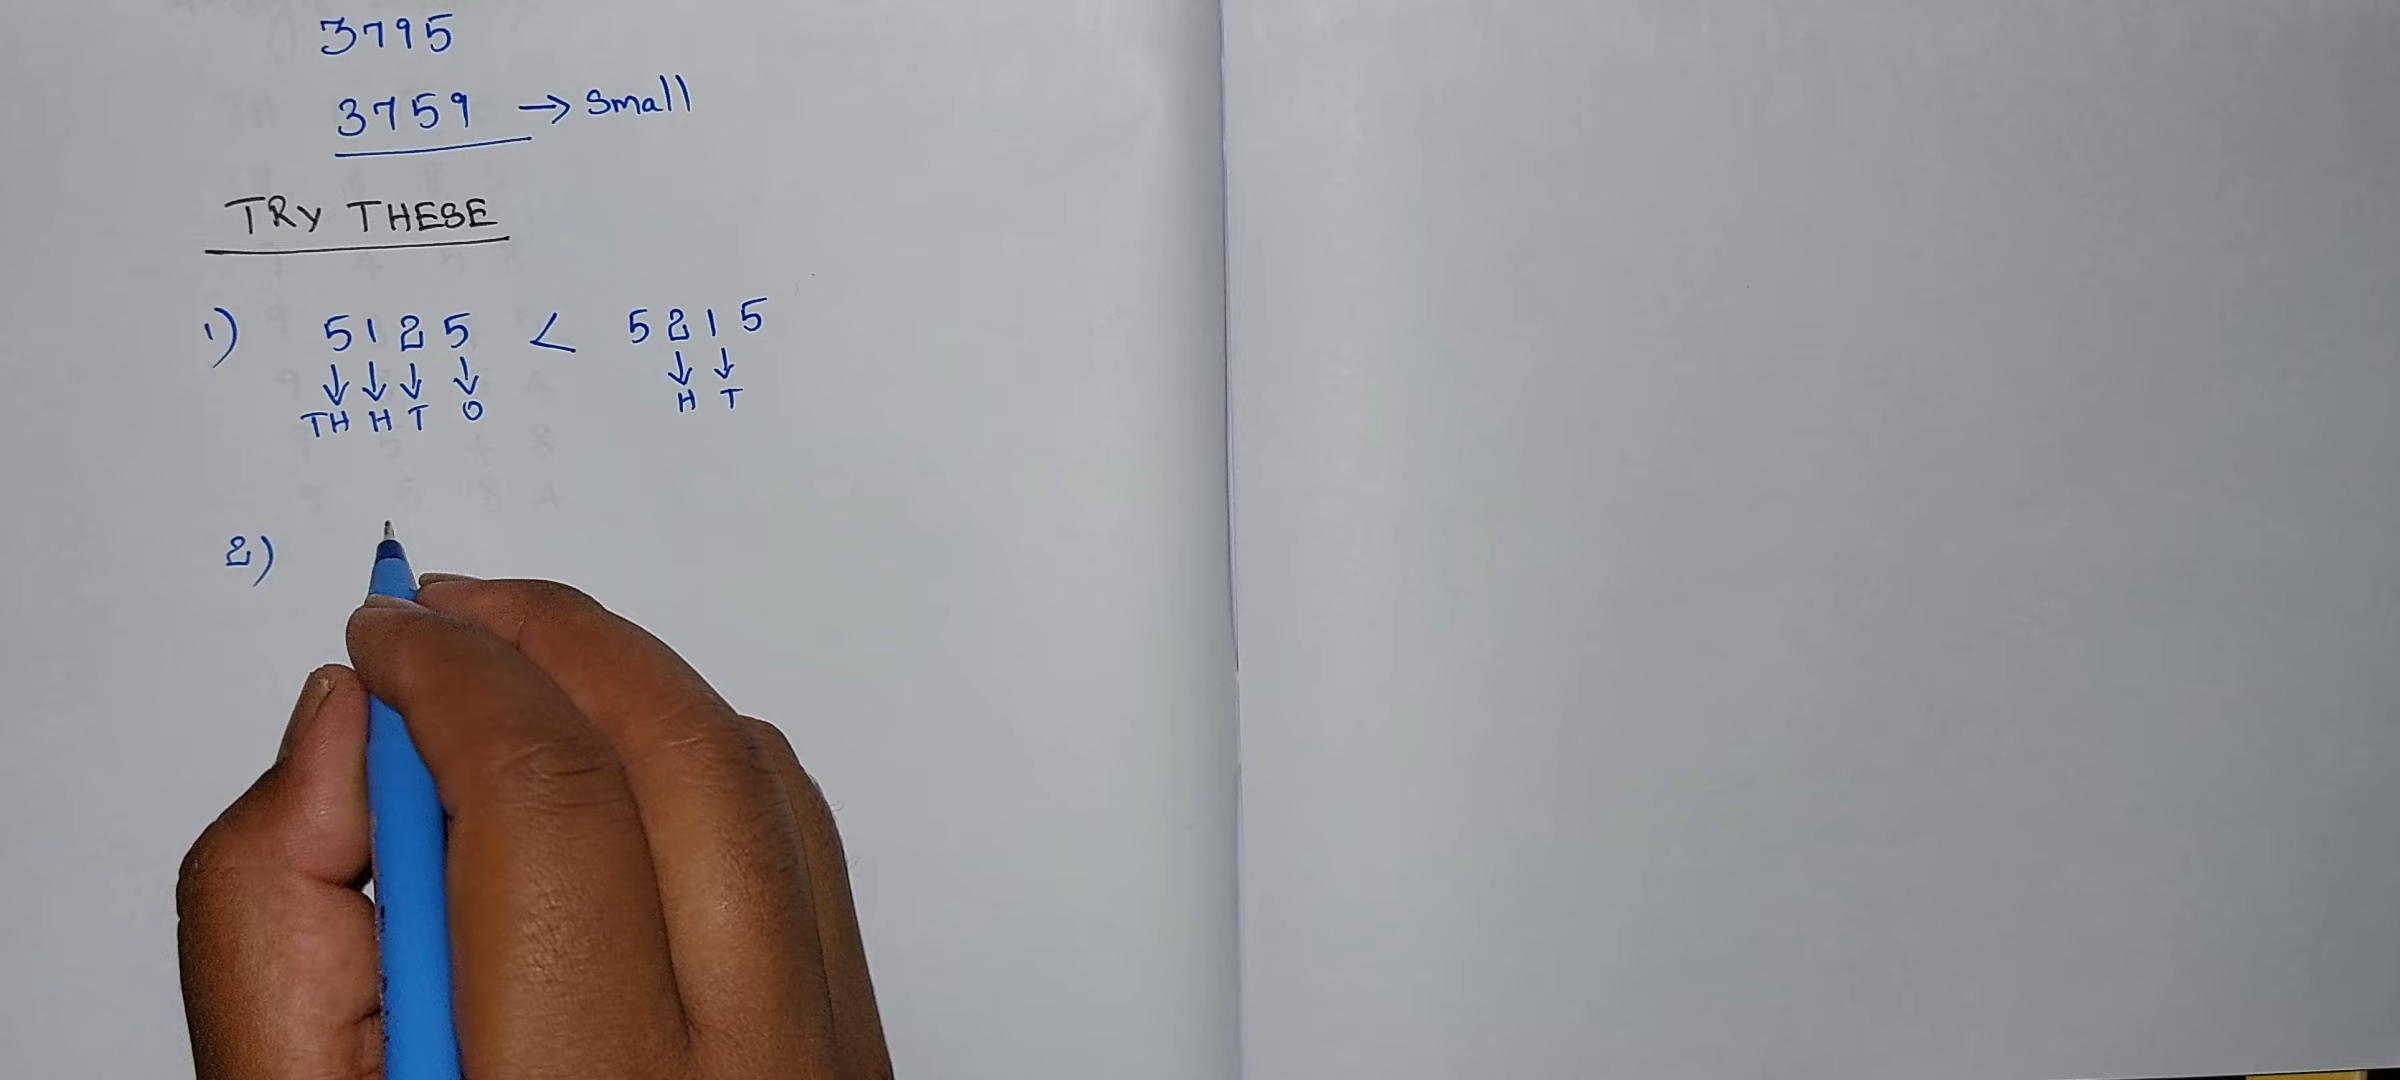 3795
3759 → Small
TRY THESE
1) 5125 < 5215
↓ ↓ ↓ ↓ ↓ ↓
TH H T O H T
2)